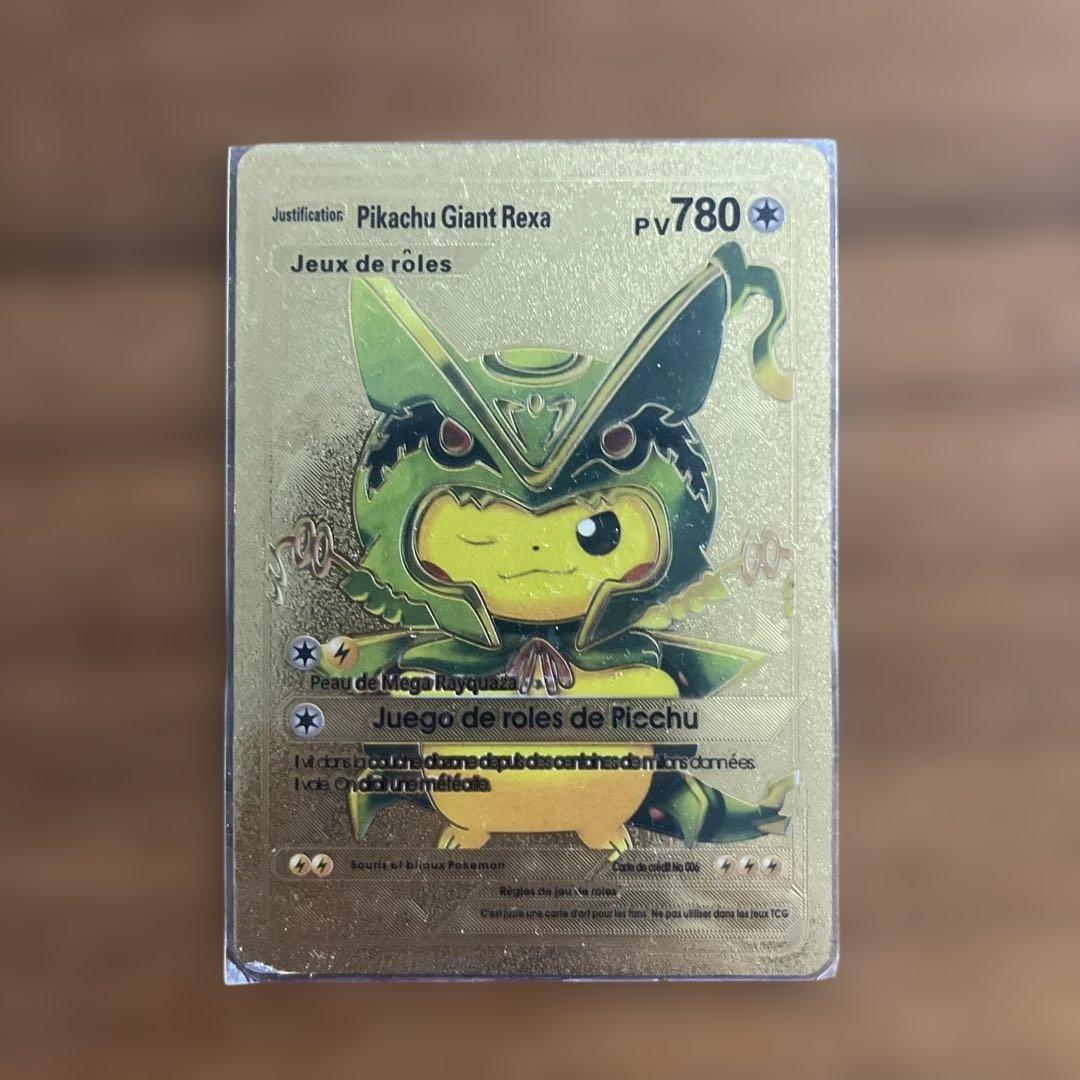 Justification Pikachu Giant Rexa PV780
Jeux de rôles
Peau de Mega Rayquaza
Juego de roles de Picchu
Il vit dans la couche d'ozone depuis des centaines de millions d'années.
Il vole. On dirait une météorite.
Souris et bijoux Pokemon Carte de crédit No 006
Règles de jeu de roles
C'est juste une carte d'art pour les fans. Ne pas utiliser dans les jeux TCG